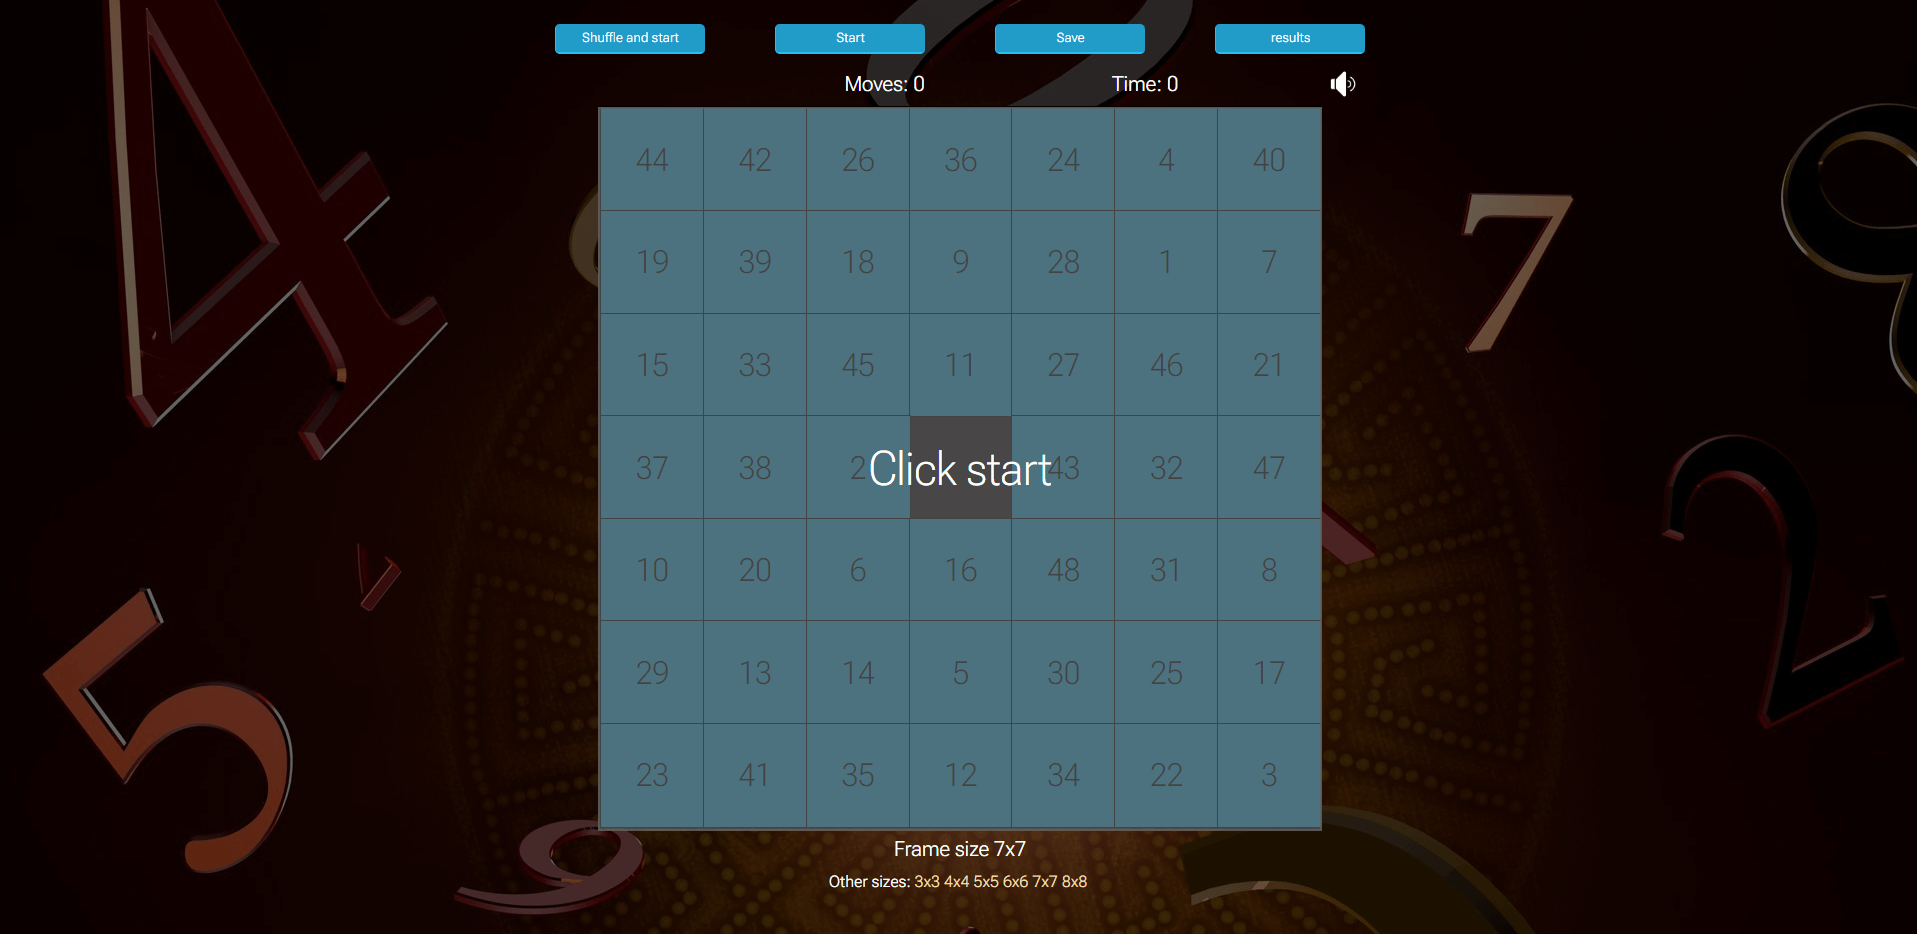 Shuffle and start Start Save results
Moves: 0 Time: 0
44 42 26 36 24 4 40
19 39 18 9 28 1 7
15 33 45 11 27 46 21
37 38 2 43 32 47
Click start
10 20 6 16 48 31 8
29 13 14 5 30 25 17
23 41 35 12 34 22 3
Frame size 7x7
Other sizes: 3x3 4x4 5x5 6x6 7x7 8x8